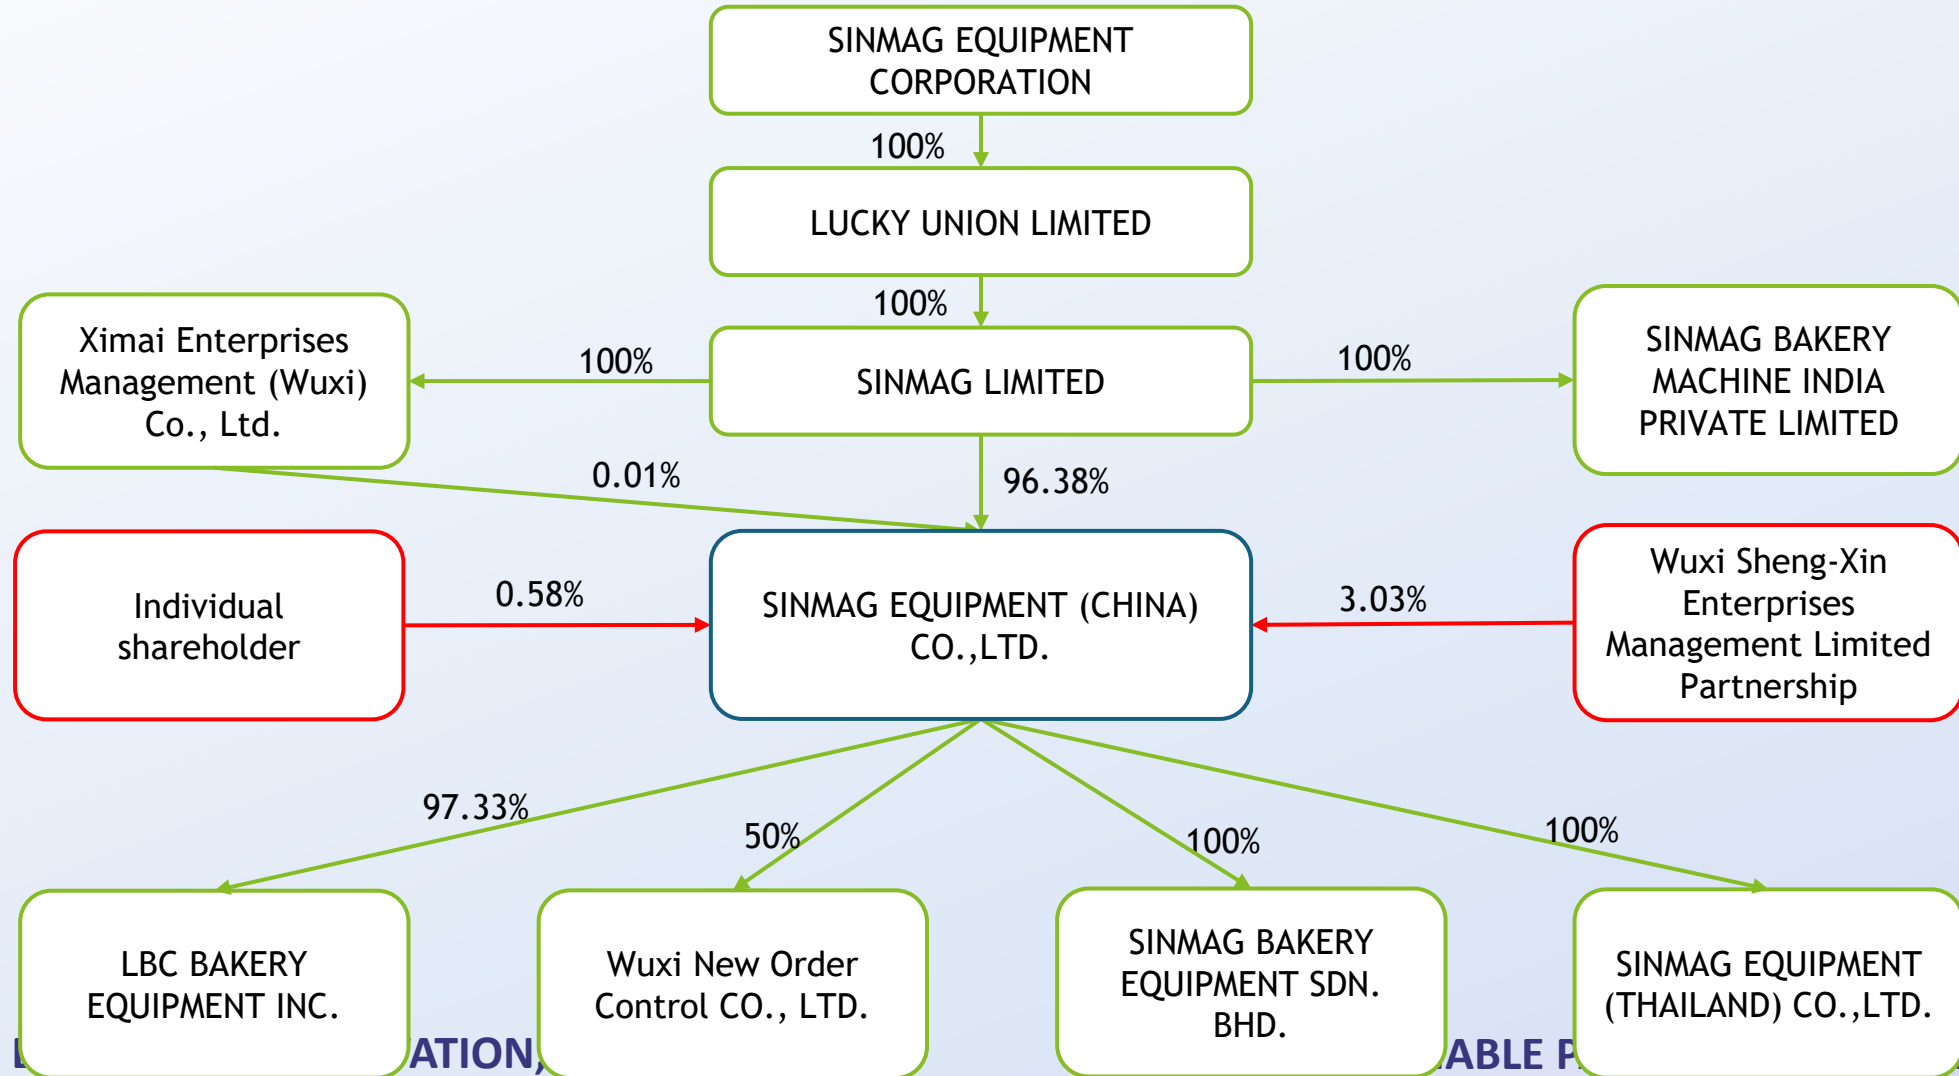 SINMAG EQUIPMENT
CORPORATION
100%
LUCKY UNION LIMITED
100%
Ximai Enterprises
Management (Wuxi)
Co., Ltd.
100%
SINMAG LIMITED
100%
SINMAG BAKERY
MACHINE INDIA
PRIVATE LIMITED
0.01%
96.38%
Individual
shareholder
0.58%
SINMAG EQUIPMENT (CHINA)
CO.,LTD.
3.03%
Wuxi Sheng-Xin
Enterprises
Management Limited
Partnership
97.33%
50%
100%
100%
LBC BAKERY
EQUIPMENT INC.
Wuxi New Order
Control CO., LTD.
SINMAG BAKERY
EQUIPMENT SDN.
BHD.
SINMAG EQUIPMENT
(THAILAND) CO.,LTD.